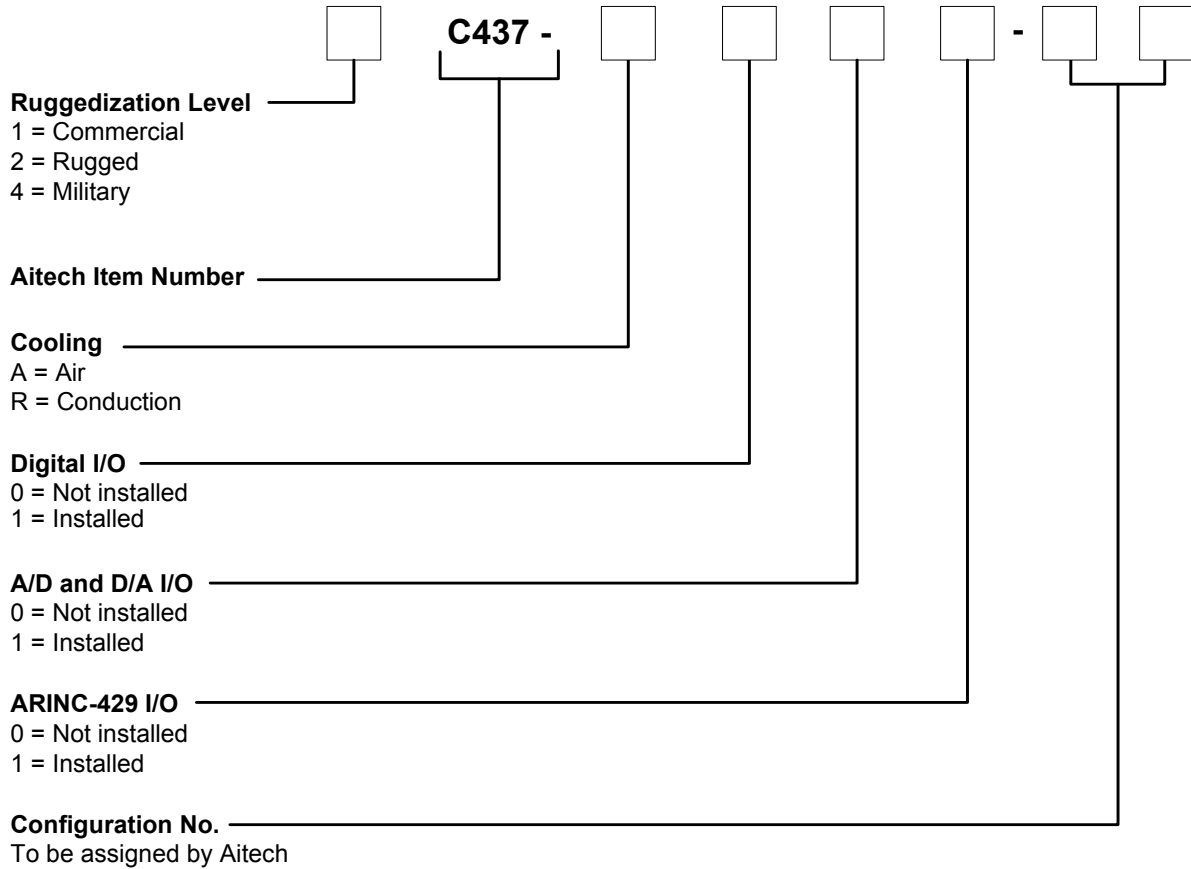 C437 - -
Ruggedization Level
1 = Commercial
2 = Rugged
4 = Military
Aitech Item Number
Cooling
A = Air
R = Conduction
Digital I/O
0 = Not installed
1 = Installed
A/D and D/A I/O
0 = Not installed
1 = Installed
ARINC-429 I/O
0 = Not installed
1 = Installed
Configuration No.
To be assigned by Aitech